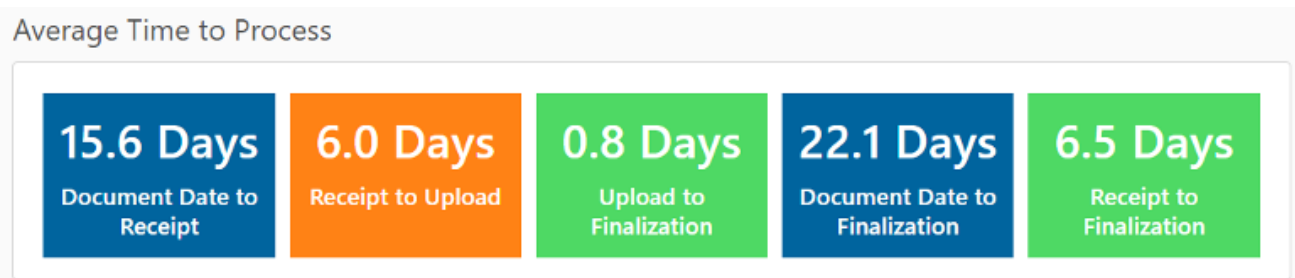 Average Time to Process
15.6 Days
Document Date to
Receipt
6.0 Days
Receipt to Upload
0.8 Days
Upload to
Finalization
22.1 Days
Document Date to
Finalization
6.5 Days
Receipt to
Finalization